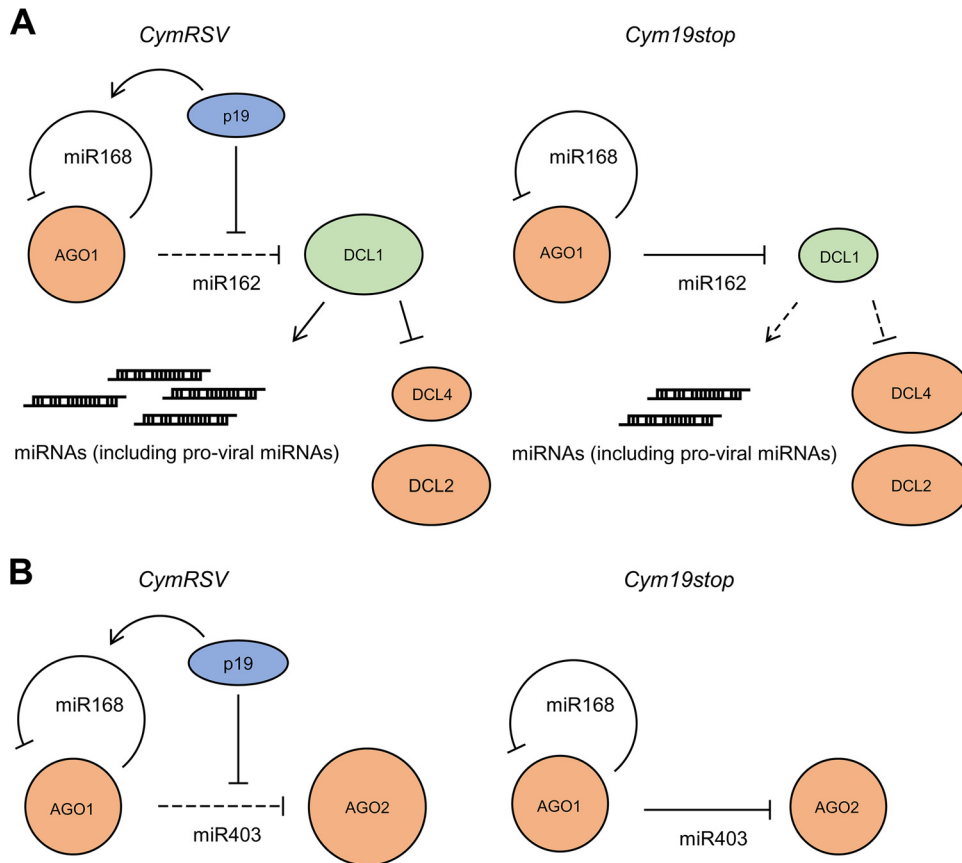 A
CymRSV
Cym19stop
p19
miR168
miR168
AGO1
DCL1
AGO1
DCL1
miR162
miR162
DCL4
DCL4
miRNAs (including pro-viral miRNAs)
miRNAs (including pro-viral miRNAs)
DCL2
DCL2
B
CymRSV
Cym19stop
p19
miR168
miR168
AGO1
AGO2
AGO1
AGO2
miR403
miR403